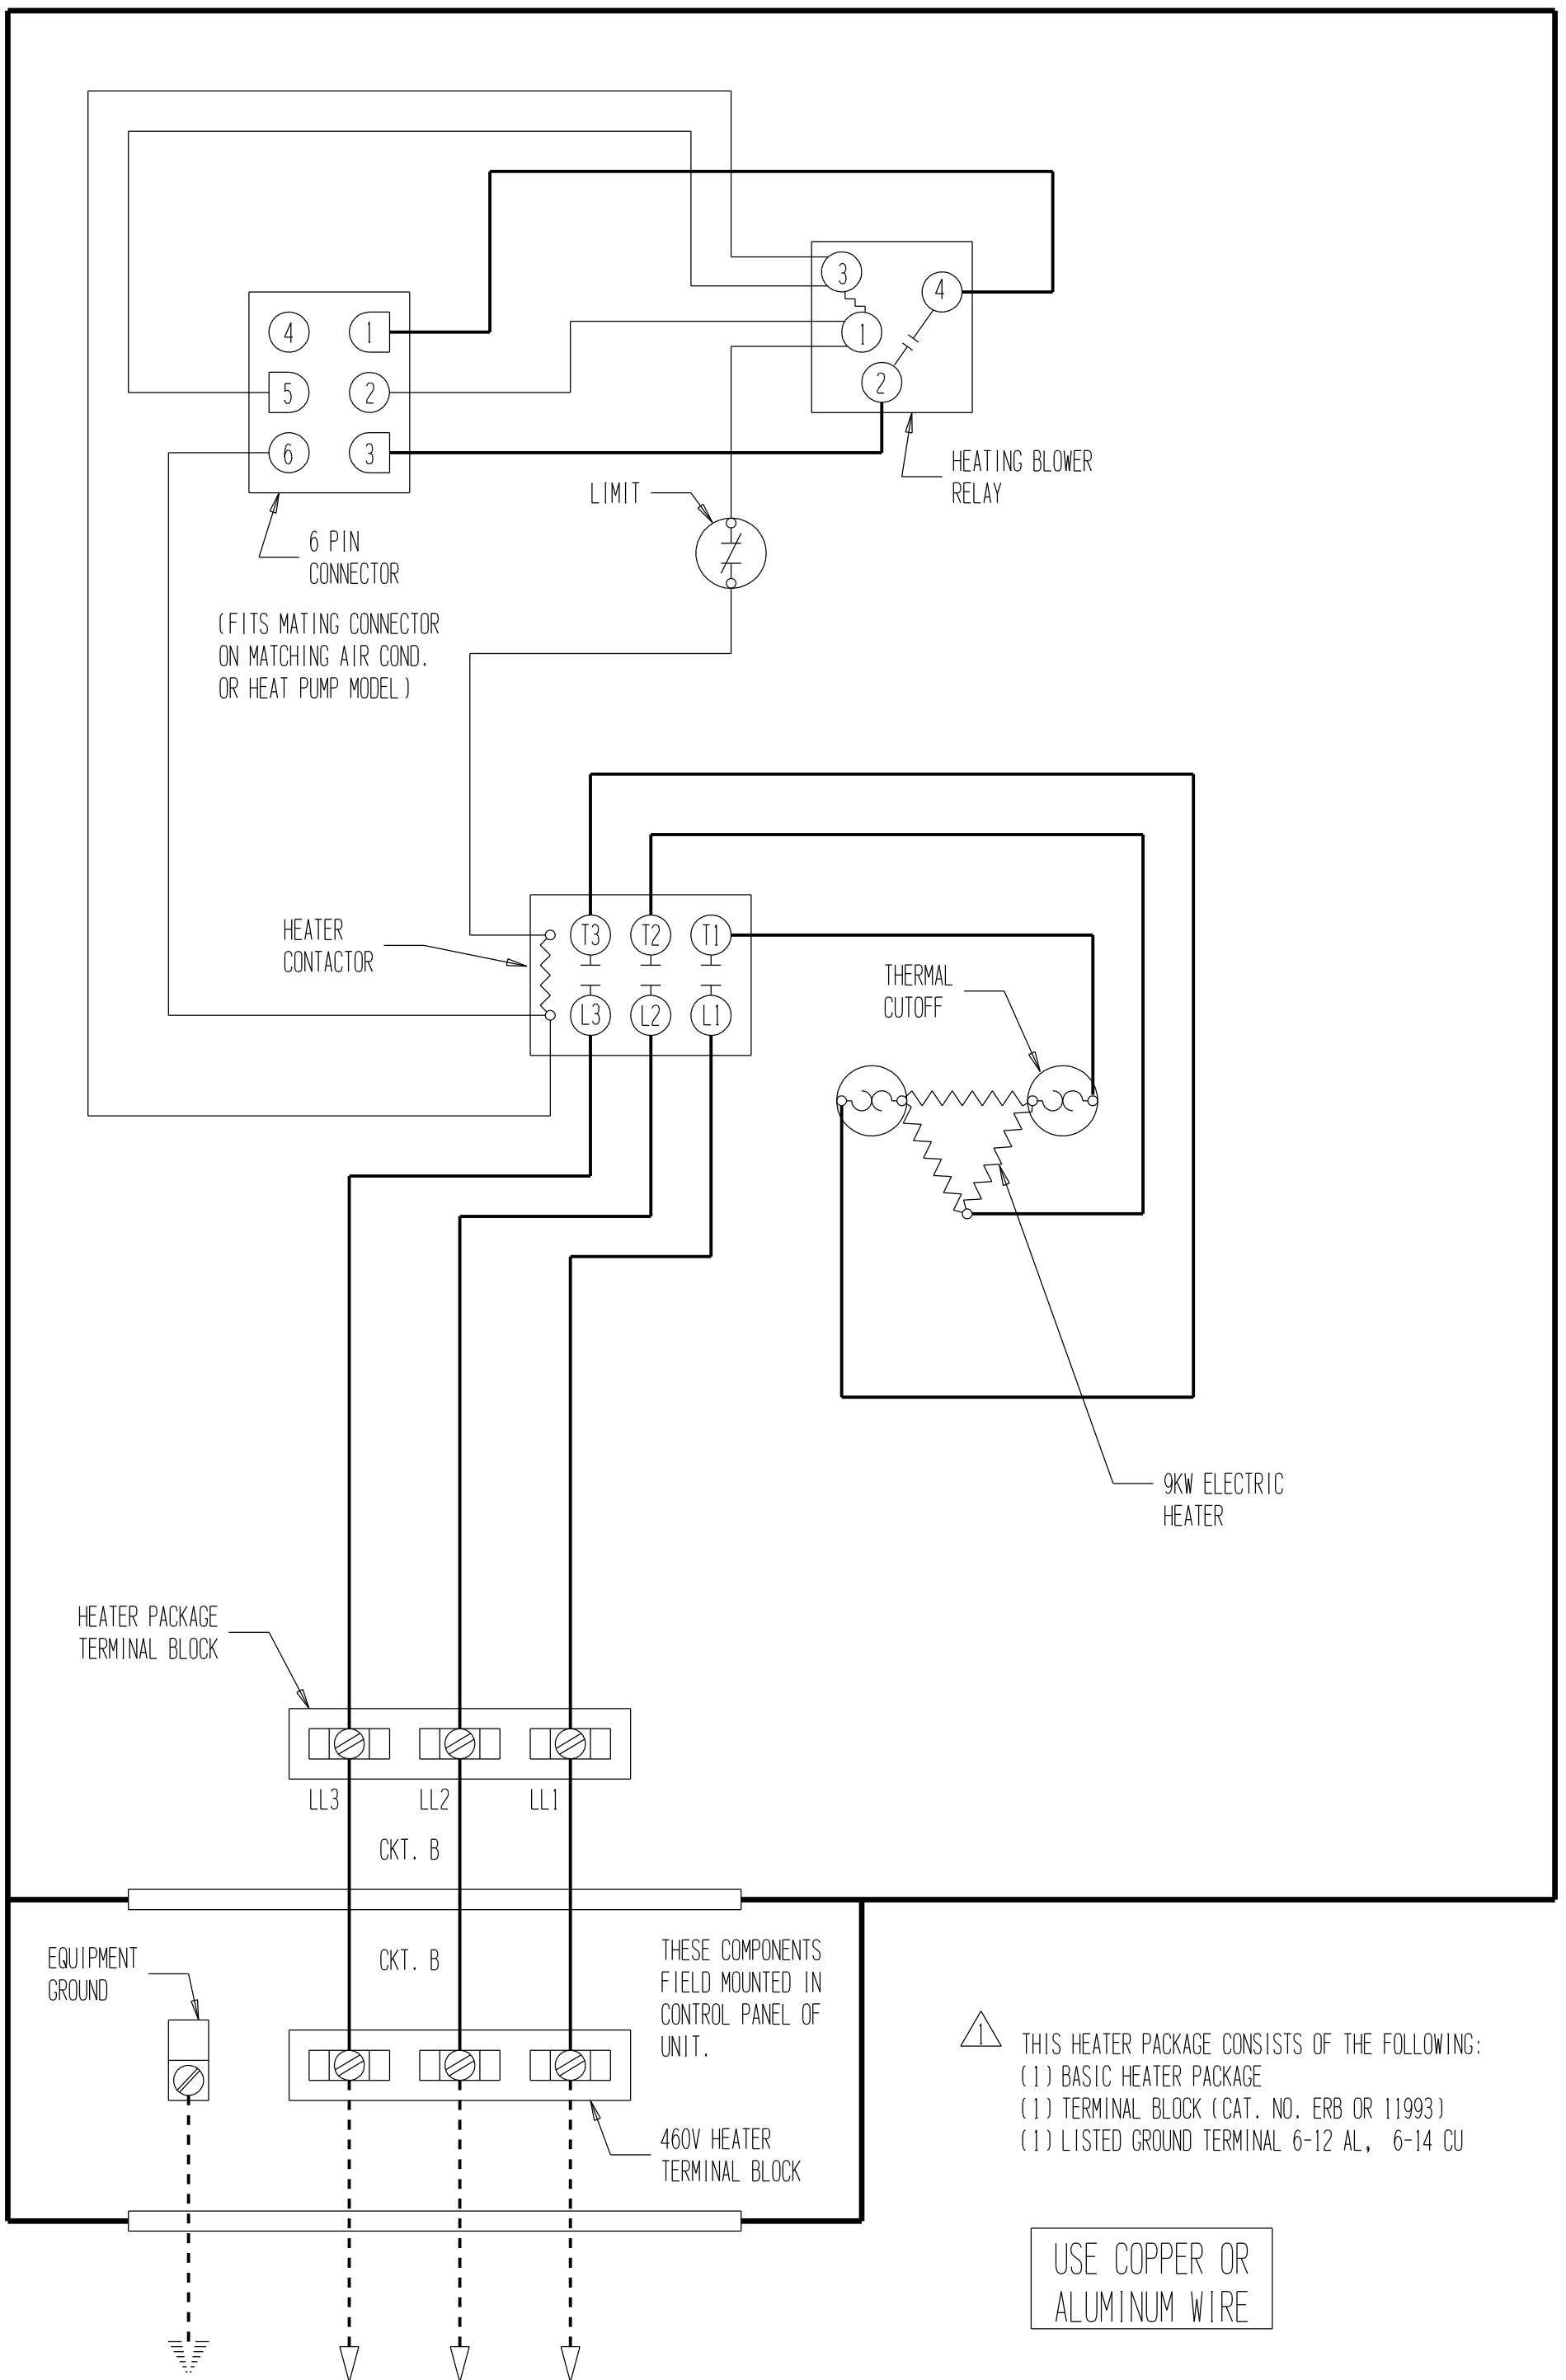 3
4
4
1
1
5
2
2
6
3
HEATING BLOWER
RELAY
LIMIT
6 PIN
CONNECTOR
(FITS MATING CONNECTOR
ON MATCHING AIR COND.
OR HEAT PUMP MODEL)
HEATER
CONTACTOR
T3 T2 T1
L3 L2 L1
THERMAL
CUTOFF
9KW ELECTRIC
HEATER
HEATER PACKAGE
TERMINAL BLOCK
LL3 LL2 LL1
CKT. B
EQUIPMENT
GROUND
CKT. B
THESE COMPONENTS
FIELD MOUNTED IN
CONTROL PANEL OF
UNIT.
1
THIS HEATER PACKAGE CONSISTS OF THE FOLLOWING:
(1) BASIC HEATER PACKAGE
(1) TERMINAL BLOCK (CAT. NO. ERB OR 11993)
(1) LISTED GROUND TERMINAL 6-12 AL, 6-14 CU
460V HEATER
TERMINAL BLOCK
USE COPPER OR
ALUMINUM WIRE